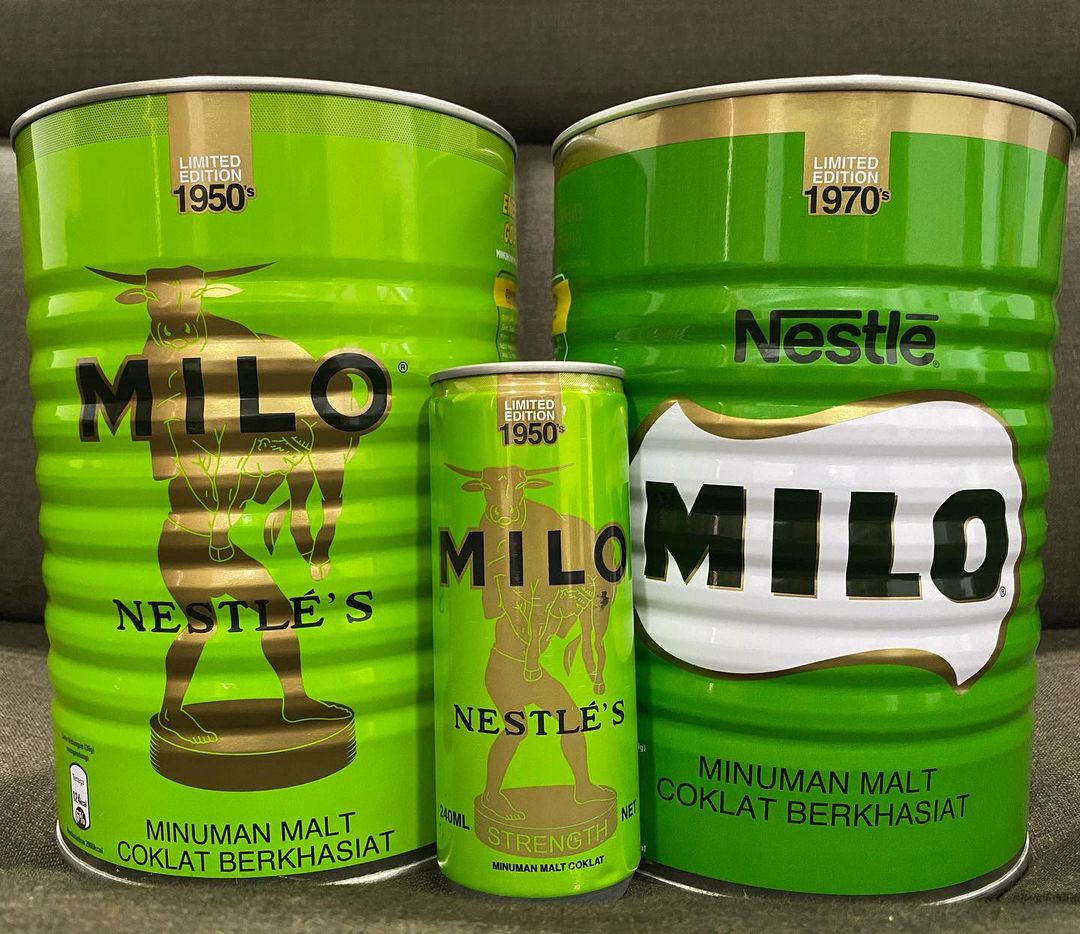 LIMITED
EDITION
1950's
MILO®
NESTLÉ'S
MINUMAN MALT
COKLAT BERKHASIAT
LIMITED
EDITION
1950's
MILO
NESTLÉ'S
240ML
NET
STRENGTH
MINUMAN MALT COKLAT
LIMITED
EDITION
1970's
Nestlē
MILO®
MINUMAN MALT
COKLAT BERKHASIAT